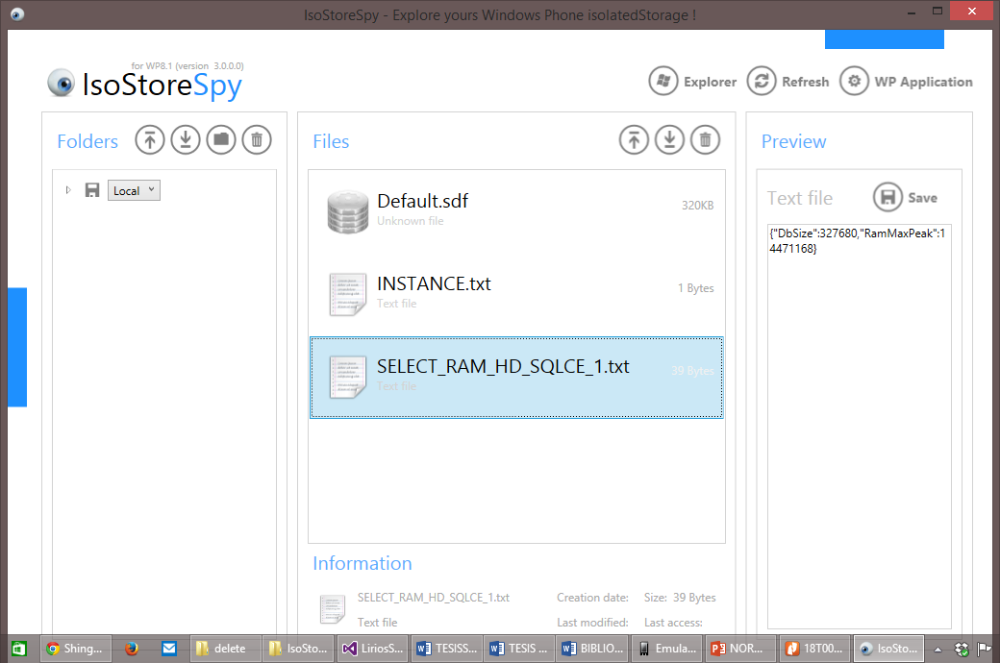 IsoStoreSpy - Explore yours Windows Phone isolatedStorage !
for WP8.1 (version 3.0.0.0)
IsoStoreSpy
Explorer
Refresh
WP Application
Folders
Local
Files
Default.sdf
Unknown file
320KB
INSTANCE.txt
Text file
1 Bytes
SELECT_RAM_HD_SQLCE_1.txt
Text file
39 Bytes
Information
SELECT_RAM_HD_SQLCE_1.txt
Text file
Creation date:
Size: 39 Bytes
Last modified:
Last access:
Preview
Text file
Save
{"DbSize":327680,"RamMaxPeak":1
4471168}
Shing...
delete
IsoSto...
LiriosS...
TESISS...
TESIS ...
BIBLIO...
Emula...
NOR...
18T00...
IsoSto...